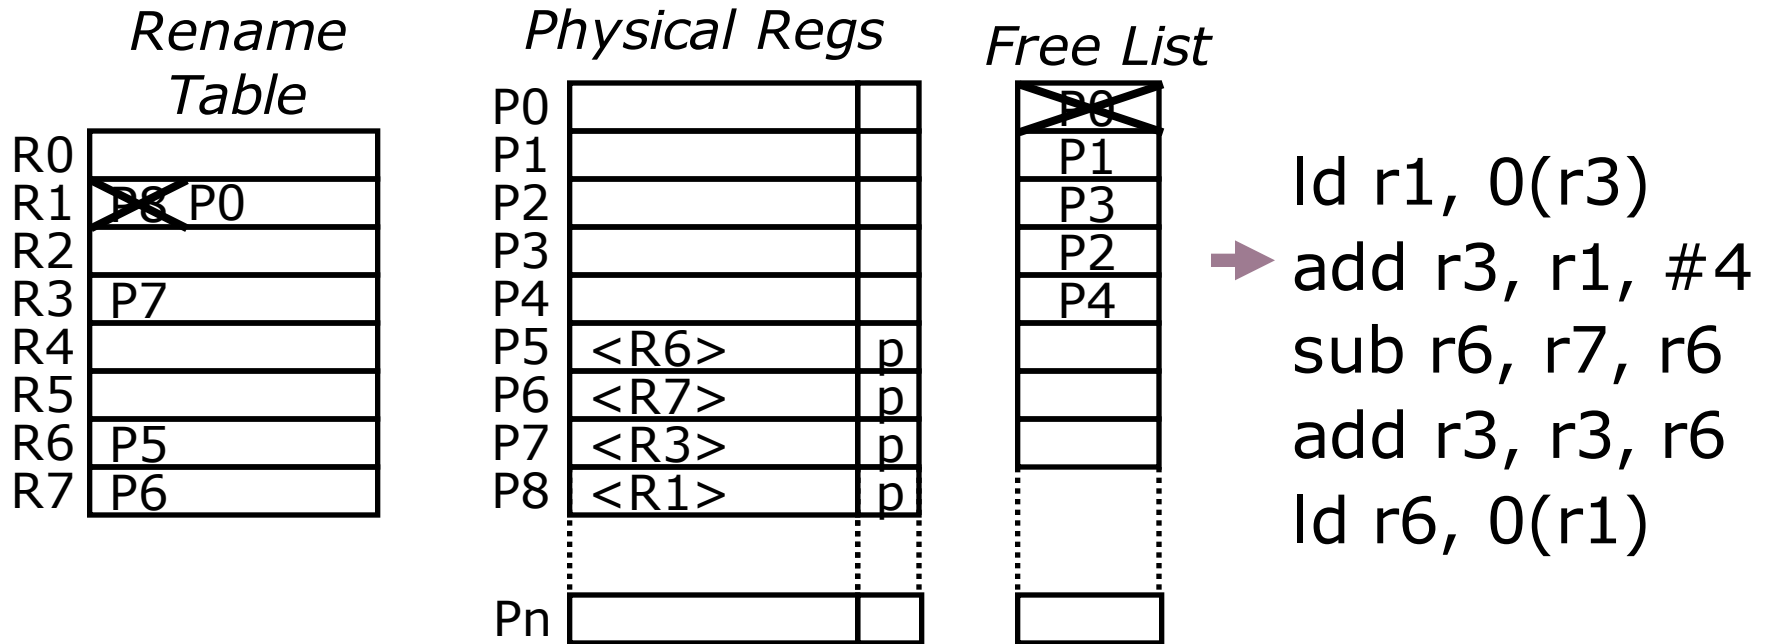 Rename
Table
R0
R1 P8 P0
R2
R3 P7
R4
R5
R6 P5
R7 P6
Physical Regs
P0
P1
P2
P3
P4
P5 <R6> p
P6 <R7> p
P7 <R3> p
P8 <R1> p
Pn
Free List
P0
P1
P3
P2
P4
ld r1, 0(r3)
add r3, r1, #4
sub r6, r7, r6
add r3, r3, r6
ld r6, 0(r1)